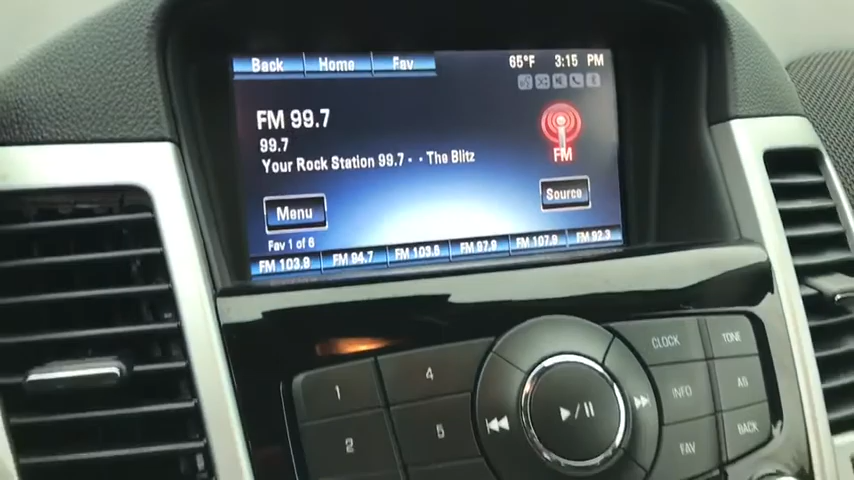 Back Home Fav 65°F 3:15 PM
FM 99.7
99.7
Your Rock Station 99.7 - - The Blitz
FM
Menu Source
Fav 1 of 6
FM 103.9 FM 94.7 FM 103.5 FM 97.9 FM 107.9 FM 92.3
CLOCK TONE
1 4 INFO AS
2 5 FAV BACK